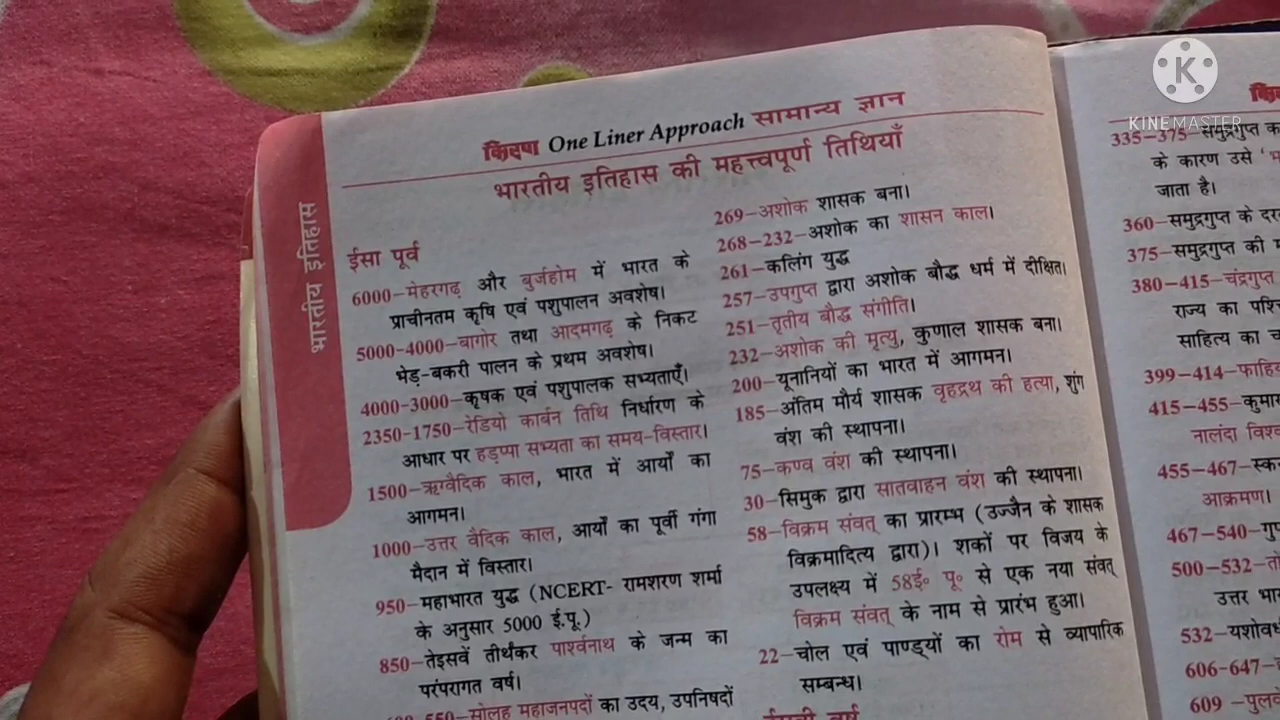 किरण One Liner Approach सामान्य ज्ञान
भारतीय इतिहास की महत्त्वपूर्ण तिथियाँ
भारतीय इतिहास
ईसा पूर्व
6000–मेहरगढ़ और बुर्जहोम में भारत के
प्राचीनतम कृषि एवं पशुपालन अवशेष।
5000-4000–बागोर तथा आदमगढ़ के निकट
भेड़-बकरी पालन के प्रथम अवशेष।
4000-3000–कृषक एवं पशुपालक सभ्यताएँ।
2350-1750–रेडियो कार्बन तिथि निर्धारण के
आधार पर हड़प्पा सभ्यता का समय-विस्तार।
1500–ऋग्वैदिक काल, भारत में आर्यों का
आगमन।
1000–उत्तर वैदिक काल, आर्यों का पूर्वी गंगा
मैदान में विस्तार।
950–महाभारत युद्ध (NCERT- रामशरण शर्मा
के अनुसार 5000 ई.पू.)
850–तेइसवें तीर्थंकर पार्श्वनाथ के जन्म का
परंपरागत वर्ष।
550–सोलह महाजनपदों का उदय, उपनिषदों
269–अशोक शासक बना।
268–232–अशोक का शासन काल।
261–कलिंग युद्ध
257–उपगुप्त द्वारा अशोक बौद्ध धर्म में दीक्षित।
251–तृतीय बौद्ध संगीति।
232–अशोक की मृत्यु, कुणाल शासक बना।
200–यूनानियों का भारत में आगमन।
185–अंतिम मौर्य शासक वृहद्रथ की हत्या, शुंग
वंश की स्थापना।
75–कण्व वंश की स्थापना।
30–सिमुक द्वारा सातवाहन वंश की स्थापना।
58–विक्रम संवत् का प्रारम्भ (उज्जैन के शासक
विक्रमादित्य द्वारा)। शकों पर विजय के
उपलक्ष्य में 58ई० पू० से एक नया संवत्
विक्रम संवत् के नाम से प्रारंभ हुआ।
22–चोल एवं पाण्ड्यों का रोम से व्यापारिक
सम्बन्ध।
335–375–समुद्रगुप्त
के कारण उसे
जाता है।
360–समुद्रगुप्त के
375–समुद्रगुप्त की
380–415–चंद्रगुप्त
राज्य का
साहित्य का
399–414–
415–455–
नालंदा
455–467–
आक्रमण।
467–540–
500–532–
उत्तर
532–
606-647–
609–
K
KINEMASTER